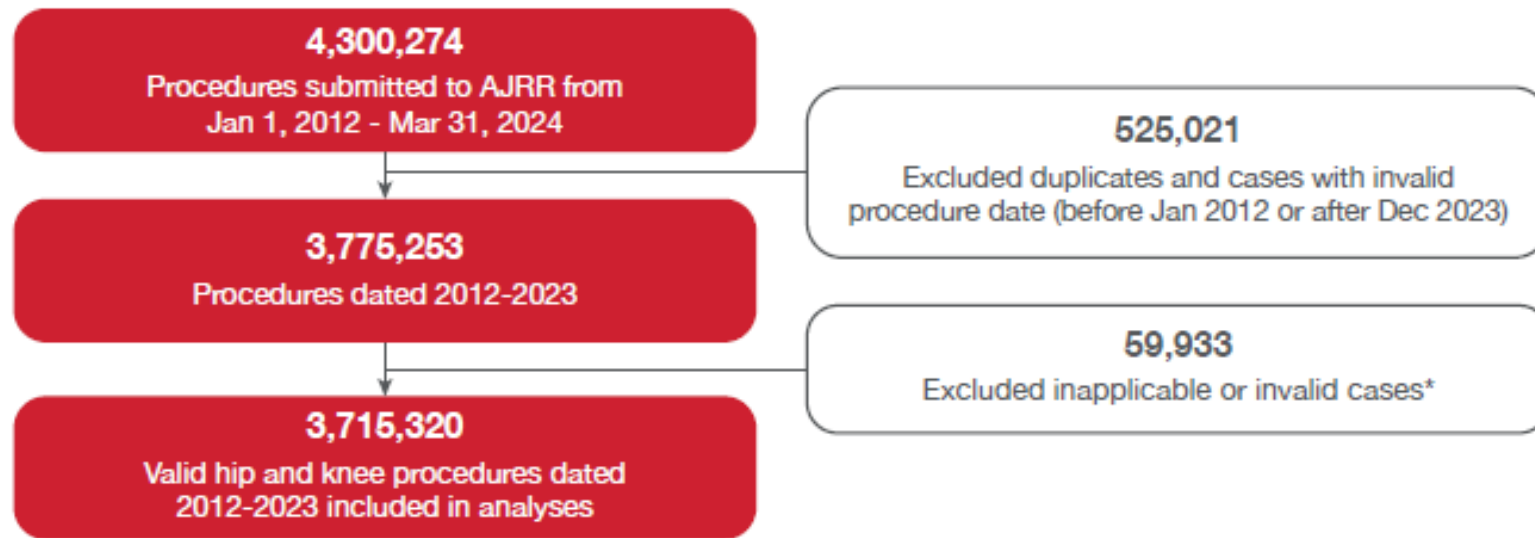 4,300,274
Procedures submitted to AJRR from
Jan 1, 2012 - Mar 31, 2024
525,021
Excluded duplicates and cases with invalid
procedure date (before Jan 2012 or after Dec 2023)
3,775,253
Procedures dated 2012-2023
59,933
Excluded inapplicable or invalid cases*
3,715,320
Valid hip and knee procedures dated
2012-2023 included in analyses